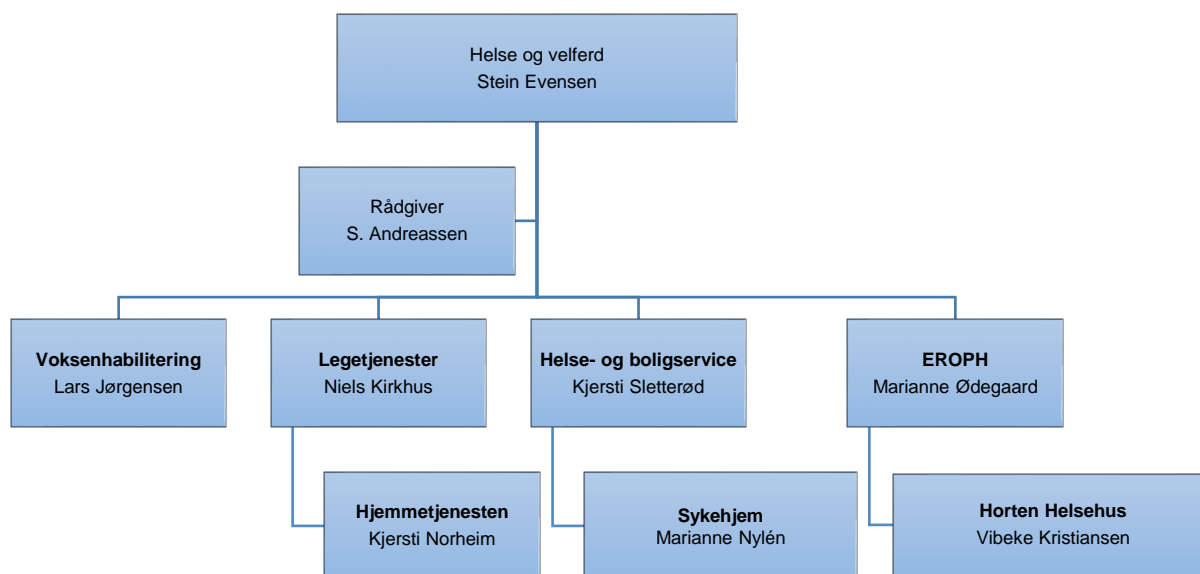 Helse og velferd
Stein Evensen
Rådgiver
S. Andreassen
Voksenhabilitering
Lars Jørgensen
Legetjenester
Niels Kirkhus
Helse- og boligservice
Kjersti Sletterød
EROPH
Marianne Ødegaard
Hjemmetjenesten
Kjersti Norheim
Sykehjem
Marianne Nylén
Horten Helsehus
Vibeke Kristiansen